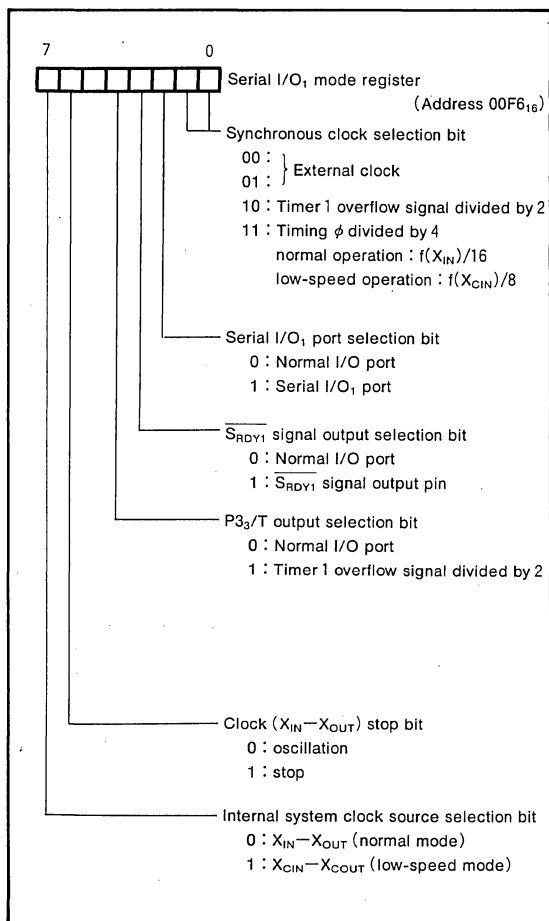 7 0
Serial I/O₁ mode register
(Address 00F6₁₆)
Synchronous clock selection bit
00 :
01 :
External clock
10 : Timer 1 overflow signal divided by 2
11 : Timing ϕ divided by 4
normal operation : f(X_IN)/16
low-speed operation : f(X_CIN)/8
Serial I/O₁ port selection bit
0 : Normal I/O port
1 : Serial I/O₁ port
S̅_R̅D̅Y̅1̅ signal output selection bit
0 : Normal I/O port
1 : S̅_R̅D̅Y̅1̅ signal output pin
P3₃/T output selection bit
0 : Normal I/O port
1 : Timer 1 overflow signal divided by 2
Clock (X_IN—X_OUT) stop bit
0 : oscillation
1 : stop
Internal system clock source selection bit
0 : X_IN—X_OUT (normal mode)
1 : X_CIN—X_COUT (low-speed mode)